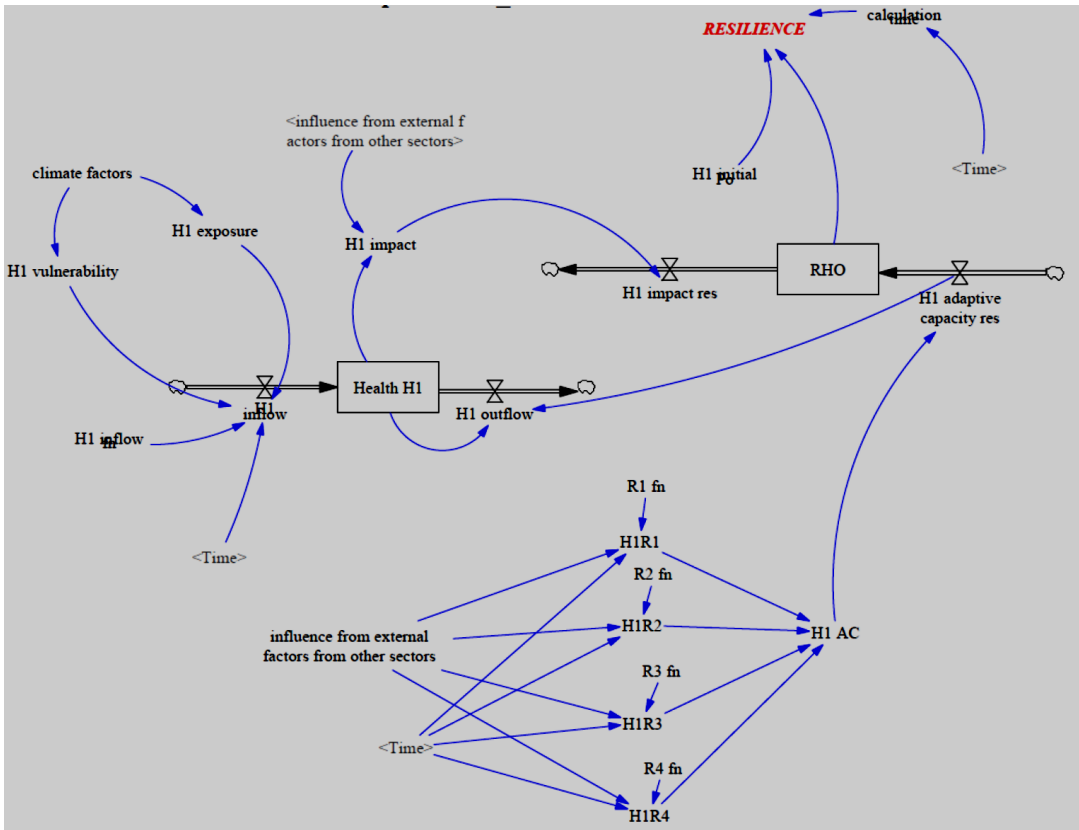 RESILIENCE
calculation
time
<influence from external f
actors from other sectors>
climate factors
H1 initial
Po
<Time>
H1 exposure
H1 impact
H1 vulnerability
RHO
H1 impact res
H1 adaptive
capacity res
Health H1
H1
inflow
H1 outflow
H1 inflow
fn
R1 fn
<Time>
H1R1
R2 fn
H1R2
influence from external
factors from other sectors
H1 AC
R3 fn
H1R3
<Time>
R4 fn
H1R4